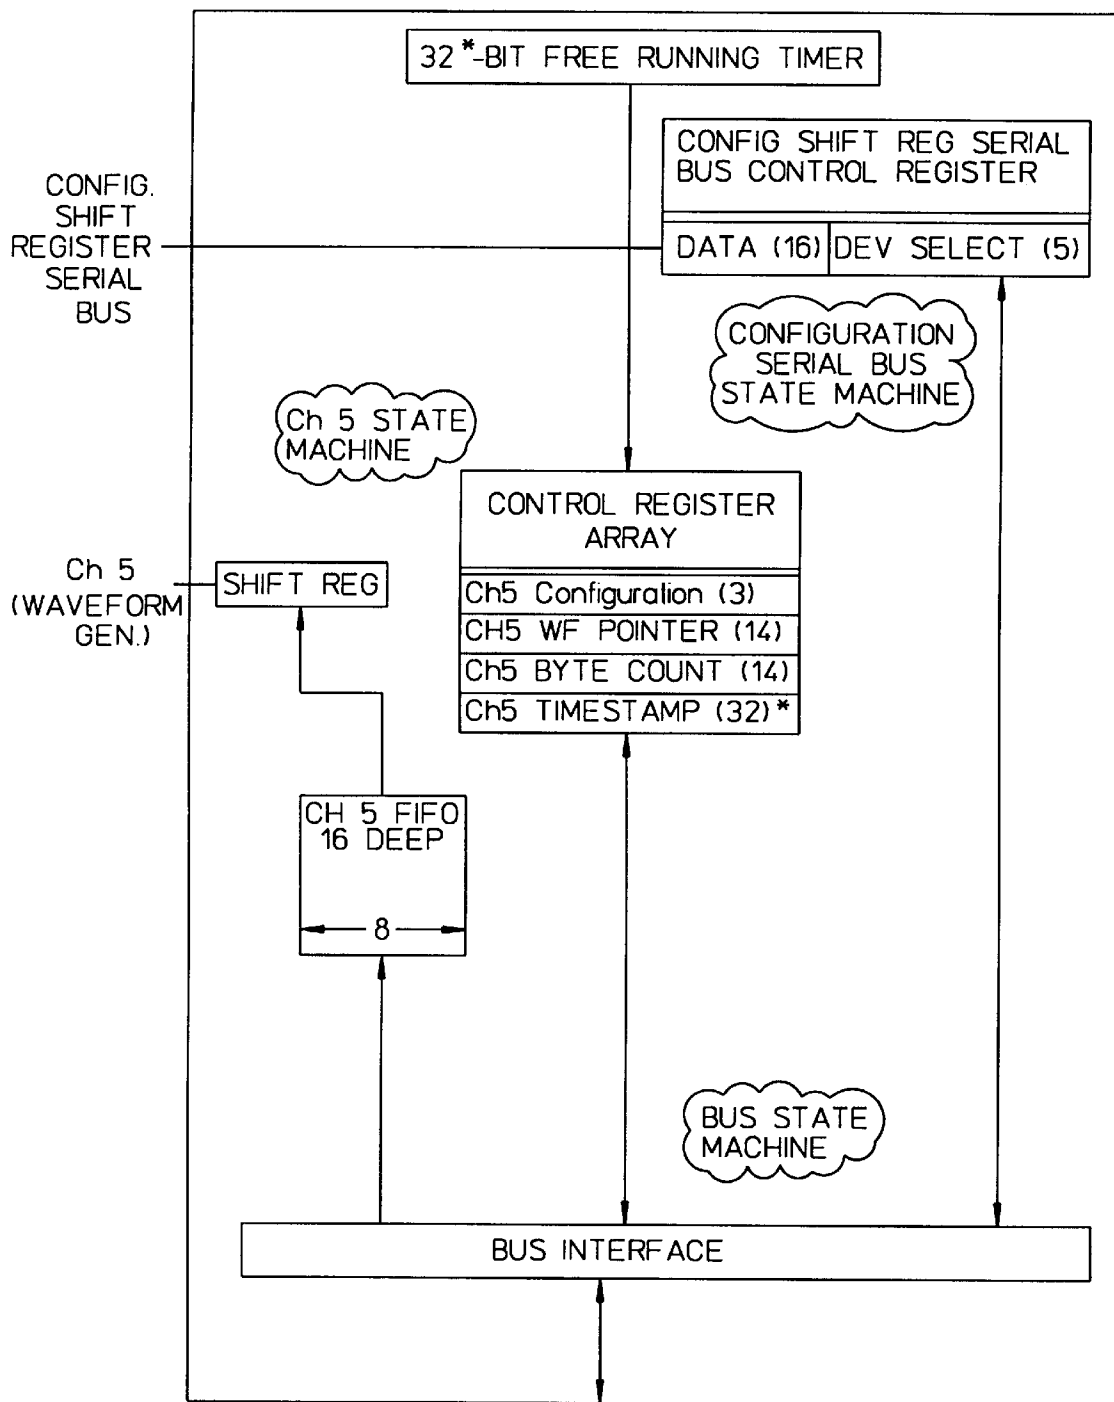 32*-BIT FREE RUNNING TIMER
CONFIG SHIFT REG SERIAL
BUS CONTROL REGISTER
DATA (16) DEV SELECT (5)
CONFIG.
SHIFT
REGISTER
SERIAL
BUS
CONFIGURATION
SERIAL BUS
STATE MACHINE
Ch 5 STATE
MACHINE
CONTROL REGISTER
ARRAY
Ch5 Configuration (3)
CH5 WF POINTER (14)
Ch5 BYTE COUNT (14)
Ch5 TIMESTAMP (32)*
Ch 5
(WAVEFORM
GEN.)
SHIFT REG
CH 5 FIFO
16 DEEP
8
BUS STATE
MACHINE
BUS INTERFACE